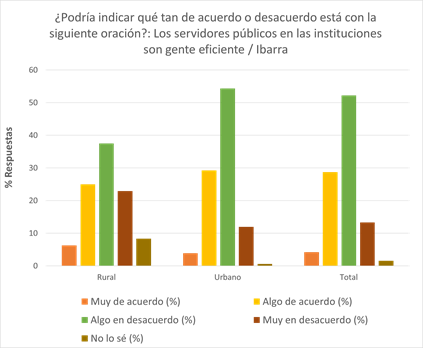 ¿Podría indicar qué tan de acuerdo o desacuerdo está con la
siguiente oración?: Los servidores públicos en las instituciones
son gente eficiente / Ibarra
% Respuestas
60
50
40
30
20
10
0
Rural
Urbano
Total
Muy de acuerdo (%)
Algo de acuerdo (%)
Algo en desacuerdo (%)
Muy en desacuerdo (%)
No lo sé (%)